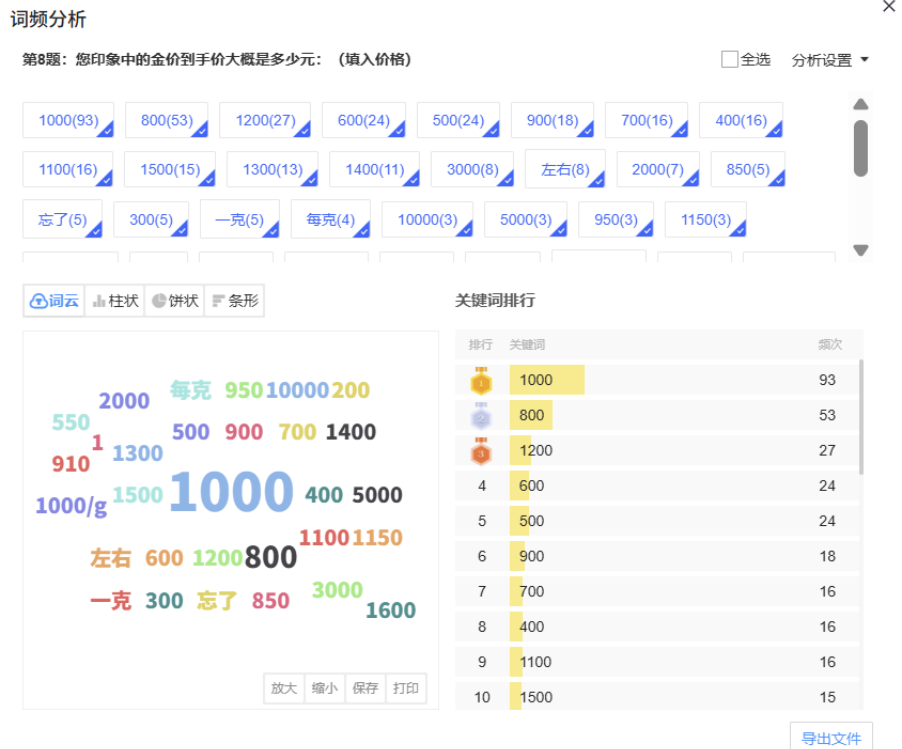 词频分析
×
第8题：您印象中的金价到手价大概是多少元：（填入价格）
全选 分析设置
1000(93) 800(53) 1200(27) 600(24) 500(24) 900(18) 700(16) 400(16)
1100(16) 1500(15) 1300(13) 1400(11) 3000(8) 左右(8) 2000(7) 850(5)
忘了(5) 300(5) 一克(5) 每克(4) 10000(3) 5000(3) 950(3) 1150(3)
词云 柱状 饼状 条形
2000 每克 950 10000 200
550 500 900 700 1400
1 1300
910
1000/g 1500 1000 400 5000
1100 1150
左右 600 1200 800
一克 300 忘了 850 3000
1600
放大 缩小 保存 打印
关键词排行
排行 关键词 频次
1 1000 93
2 800 53
3 1200 27
4 600 24
5 500 24
6 900 18
7 700 16
8 400 16
9 1100 16
10 1500 15
导出文件